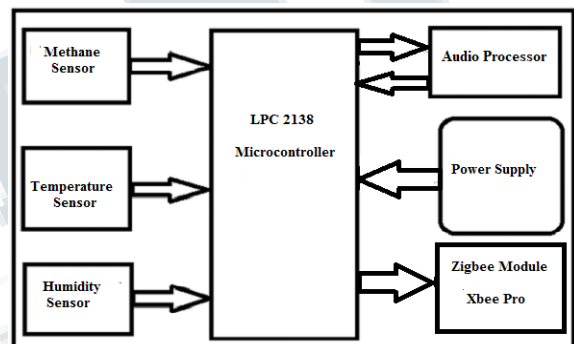 Methane
Sensor
Temperature
Sensor
Humidity
Sensor
LPC 2138
Microcontroller
Audio Processor
Power Supply
Zigbee Module
Xbee Pro